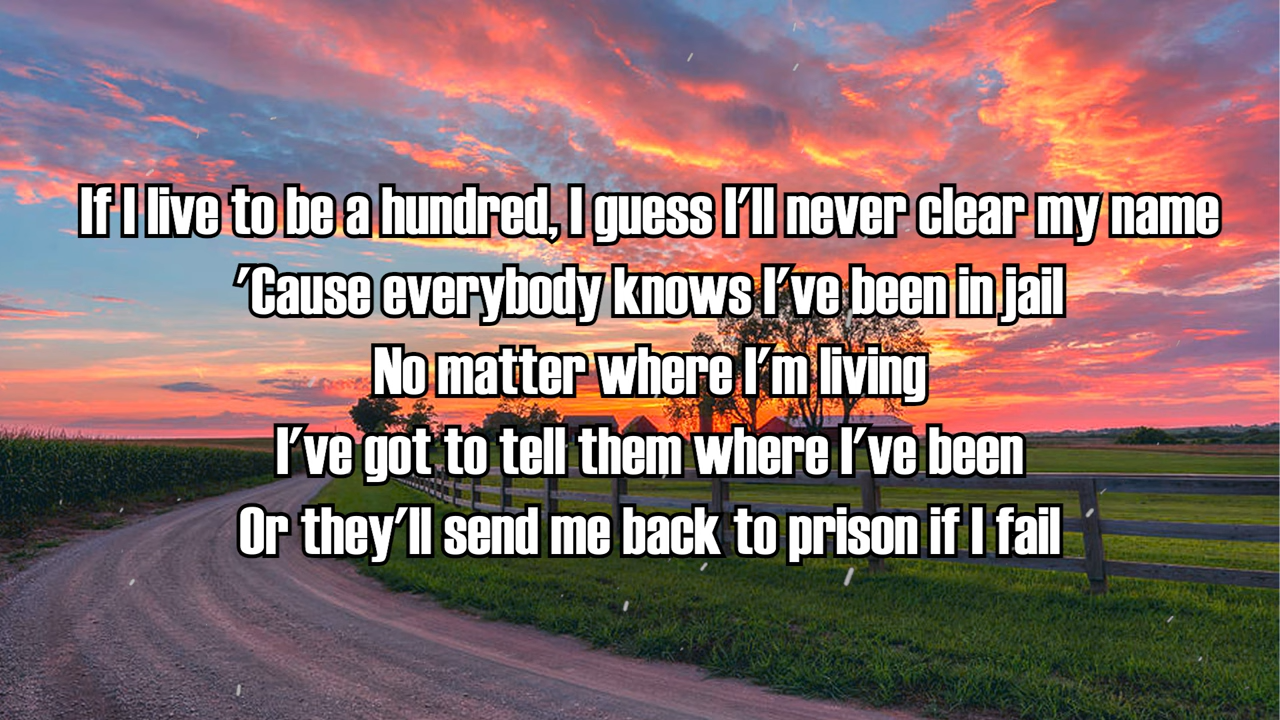 If I live to be a hundred, I guess I'll never clear my name
'Cause everybody knows I've been in jail
No matter where I'm living
I've got to tell them where I've been
Or they'll send me back to prison if I fail